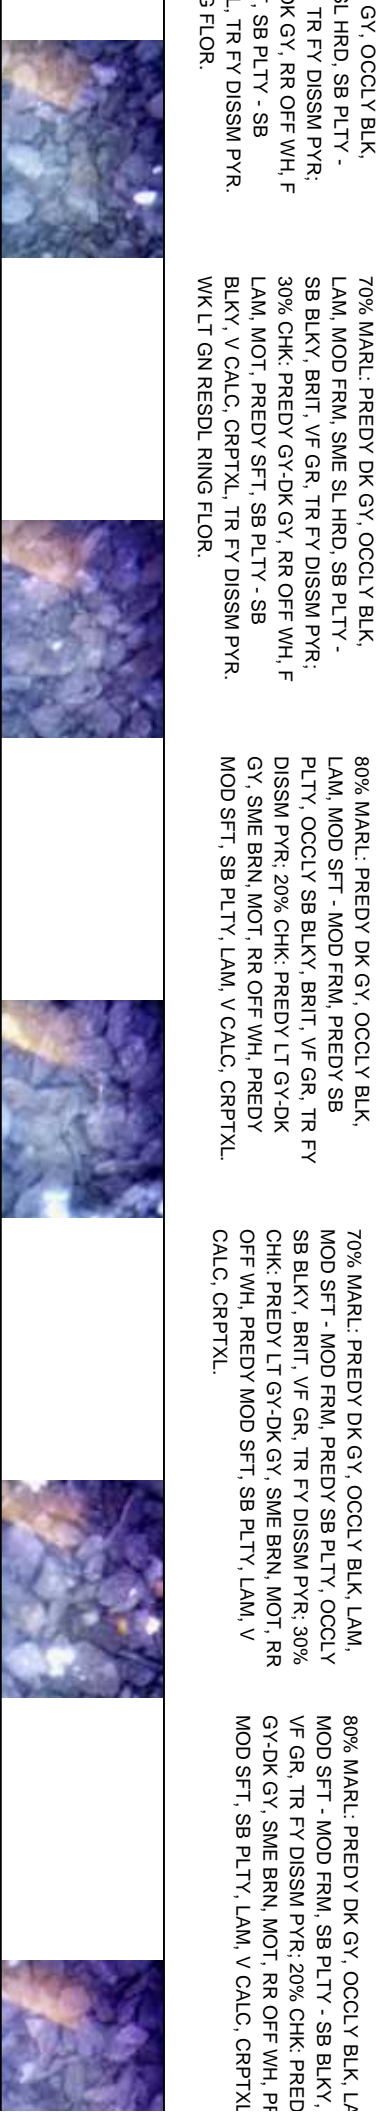 GY, OCCLY BLK,
SL HRD, SB PLTY -
TR FY DISSM PYR;
DK GY, RR OFF WH, F
, SB PLTY - SB
L, TR FY DISSM PYR.
G FLOR.
70% MARL: PREDY DK GY, OCCLY BLK,
LAM, MOD FRM, SME SL HRD, SB PLTY -
SB BLKY, BRIT, VF GR, TR FY DISSM PYR;
30% CHK: PREDY GY-DK GY, RR OFF WH, F
LAM, MOT, PREDY SFT, SB PLTY - SB
BLKY, V CALC, CRPTXL, TR FY DISSM PYR.
WK LT GN RESDL RING FLOR.
80% MARL: PREDY DK GY, OCCLY BLK,
LAM, MOD SFT - MOD FRM, PREDY SB
PLTY, OCCLY SB BLKY, BRIT, VF GR, TR FY
DISSM PYR; 20% CHK: PREDY LT GY-DK
GY, SME BRN, MOT, RR OFF WH, PREDY
MOD SFT, SB PLTY, LAM, V CALC, CRPTXL.
70% MARL: PREDY DK GY, OCCLY BLK, LAM,
MOD SFT - MOD FRM, PREDY SB PLTY, OCCLY
SB BLKY, BRIT, VF GR, TR FY DISSM PYR; 30%
CHK: PREDY LT GY-DK GY, SME BRN, MOT, RR
OFF WH, PREDY MOD SFT, SB PLTY, LAM, V
CALC, CRPTXL.
80% MARL: PREDY DK GY, OCCLY BLK, LA
MOD SFT - MOD FRM, SB PLTY - SB BLKY,
VF GR, TR FY DISSM PYR; 20% CHK: PRED
GY-DK GY, SME BRN, MOT, RR OFF WH, PR
MOD SFT, SB PLTY, LAM, V CALC, CRPTXL